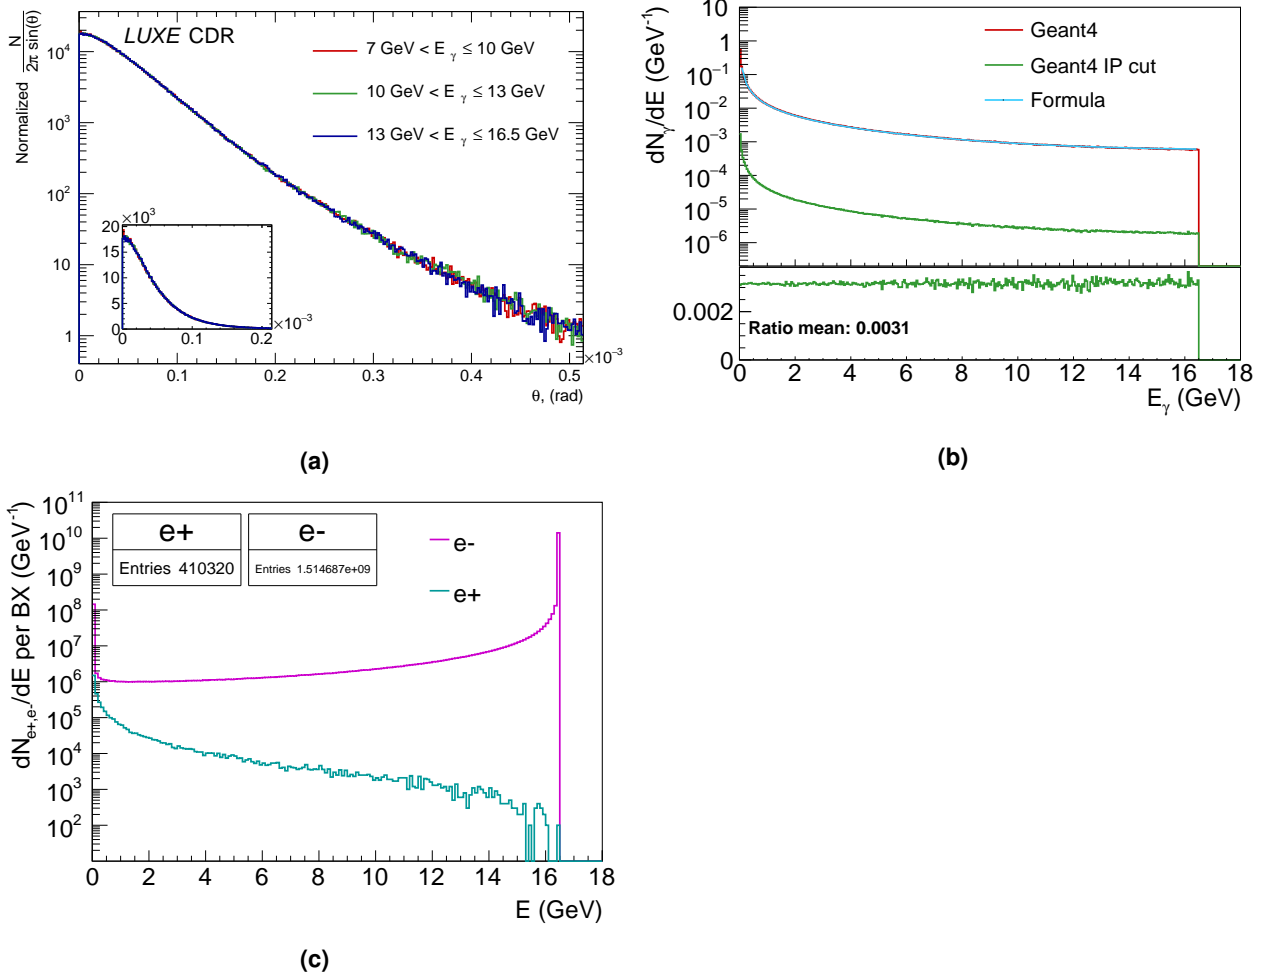 LUXE CDR
Normalized N / 2π sin(θ)
7 GeV < E γ ≤ 10 GeV
10 GeV < E γ ≤ 13 GeV
13 GeV < E γ ≤ 16.5 GeV
10⁴
10³
10²
10
1
×10³
20
15
10
5
0
0 0.1 0.2
×10⁻³
0 0.1 0.2 0.3 0.4 0.5
×10⁻³
θ, (rad)
(a)
dNγ/dE (GeV⁻¹)
10
1
10⁻¹
10⁻²
10⁻³
10⁻⁴
10⁻⁵
10⁻⁶
Geant4
Geant4 IP cut
Formula
0.002
0
Ratio mean: 0.0031
0 2 4 6 8 10 12 14 16 18
Eγ (GeV)
(b)
dNe+,e-/dE per BX (GeV⁻¹)
10¹¹
10¹⁰
10⁹
10⁸
10⁷
10⁶
10⁵
10⁴
10³
10²
e+
Entries 410320
e-
Entries 1.514687e+09
e-
e+
0 2 4 6 8 10 12 14 16 18
E (GeV)
(c)